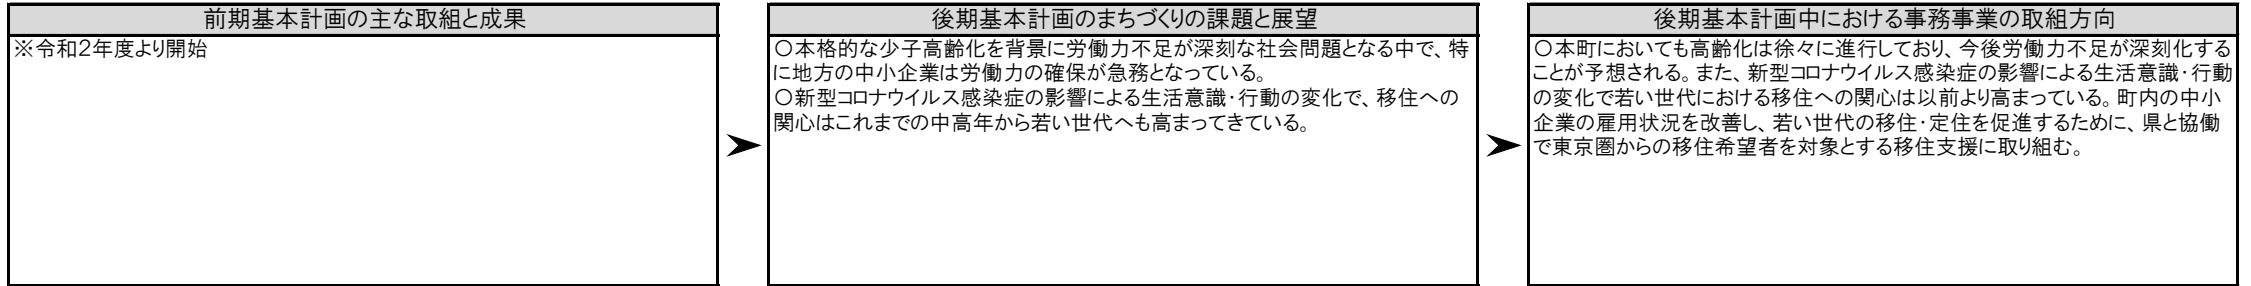 前期基本計画の主な取組と成果
※令和2年度より開始
後期基本計画のまちづくりの課題と展望
○本格的な少子高齢化を背景に労働力不足が深刻な社会問題となる中で、特
に地方の中小企業は労働力の確保が急務となっている。
○新型コロナウイルス感染症の影響による生活意識・行動の変化で、移住への
関心はこれまでの中高年から若い世代へも高まってきている。
後期基本計画中における事務事業の取組方向
○本町においても高齢化は徐々に進行しており、今後労働力不足が深刻化する
ことが予想される。また、新型コロナウイルス感染症の影響による生活意識・行動
の変化で若い世代における移住への関心は以前より高まっている。町内の中小
企業の雇用状況を改善し、若い世代の移住・定住を促進するために、県と協働
で東京圏からの移住希望者を対象とする移住支援に取り組む。